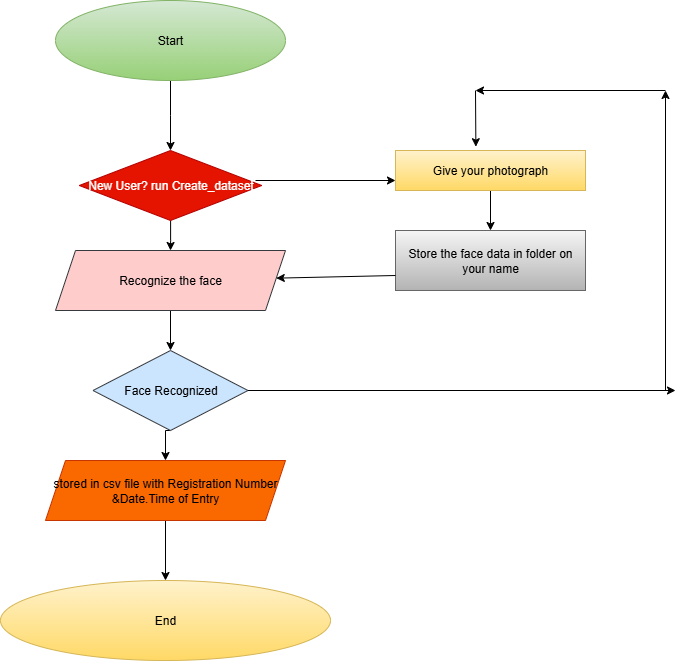 Start
New User? run Create_dataset
Give your photograph
Store the face data in folder on
your name
Recognize the face
Face Recognized
stored in csv file with Registration Number
&Date.Time of Entry
End